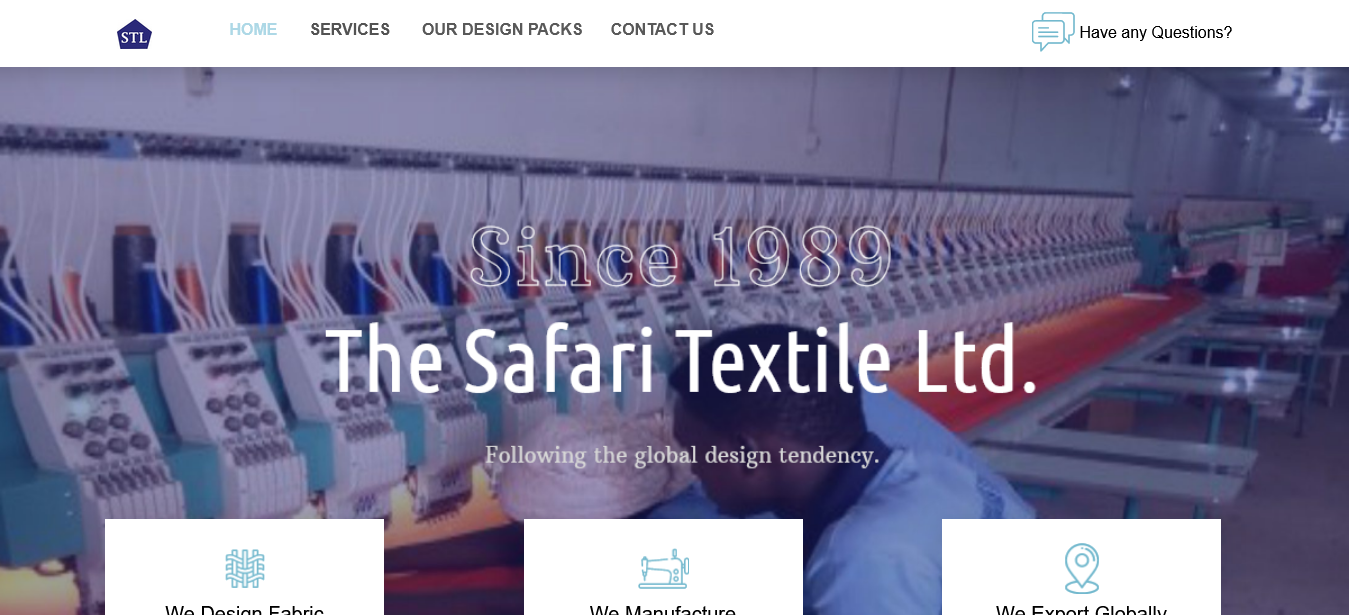 STL
HOME SERVICES OUR DESIGN PACKS CONTACT US
Have any Questions?
Since 1989
The Safari Textile Ltd.
Following the global design tendency.
We Design Fabric
We Manufacture
We Export Globally